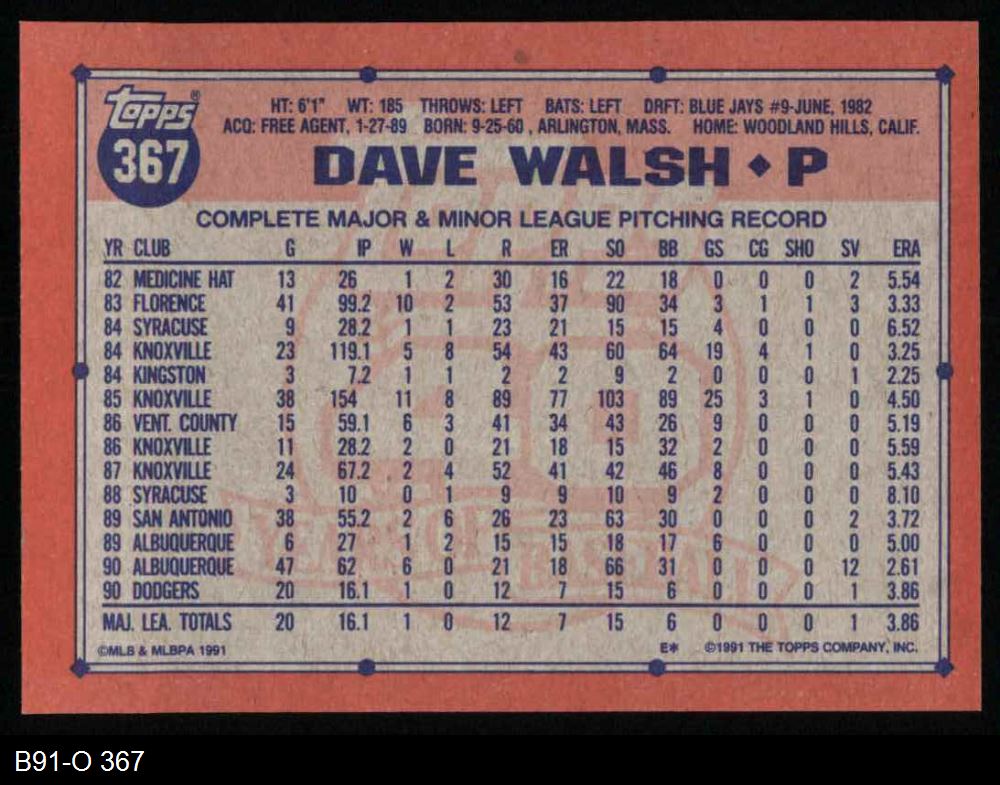 topps®
367
HT: 6'1" WT: 185 THROWS: LEFT BATS: LEFT DRFT: BLUE JAYS #9-JUNE, 1982
ACQ: FREE AGENT, 1-27-89 BORN: 9-25-60 , ARLINGTON, MASS. HOME: WOODLAND HILLS, CALIF.
DAVE WALSH ♦ P
COMPLETE MAJOR & MINOR LEAGUE PITCHING RECORD
YR CLUB G IP W L R ER SO BB GS CG SHO SV ERA
82 MEDICINE HAT 13 26 1 2 30 16 22 18 0 0 0 2 5.54
83 FLORENCE 41 99.2 10 2 53 37 90 34 3 1 1 3 3.33
84 SYRACUSE 9 28.2 1 1 23 21 15 15 4 0 0 0 6.52
84 KNOXVILLE 23 119.1 5 8 54 43 60 64 19 4 1 0 3.25
84 KINGSTON 3 7.2 1 1 2 2 9 2 0 0 0 1 2.25
85 KNOXVILLE 38 154 11 8 89 77 103 89 25 3 1 0 4.50
86 VENT. COUNTY 15 59.1 6 3 41 34 43 26 9 0 0 0 5.19
86 KNOXVILLE 11 28.2 2 0 21 18 15 32 2 0 0 0 5.59
87 KNOXVILLE 24 67.2 2 4 52 41 42 46 8 0 0 0 5.43
88 SYRACUSE 3 10 0 1 9 9 10 9 2 0 0 0 8.10
89 SAN ANTONIO 38 55.2 2 6 26 23 63 30 0 0 0 2 3.72
89 ALBUQUERQUE 6 27 1 2 15 15 18 17 6 0 0 0 5.00
90 ALBUQUERQUE 47 62 6 0 21 18 66 31 0 0 0 12 2.61
90 DODGERS 20 16.1 1 0 12 7 15 6 0 0 0 1 3.86
MAJ. LEA. TOTALS 20 16.1 1 0 12 7 15 6 0 0 0 1 3.86
©MLB & MLBPA 1991 E* ©1991 THE TOPPS COMPANY, INC.
topps
40
YEARS OF BASEBALL
B91-O 367